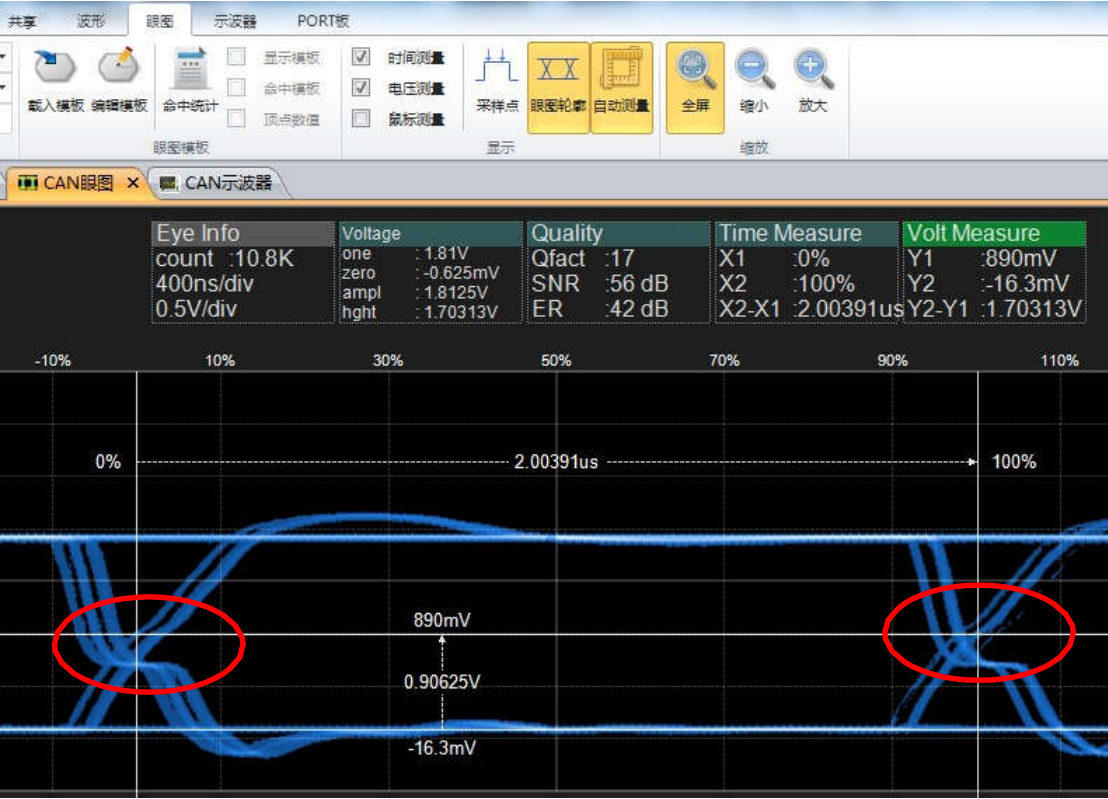 共享 波形 眼图 示波器 PORT板
载入模板 编辑模板 命中统计 显示模板 命中模板 顶点数值
眼图模板
时间测量 电压测量 鼠标测量 采样点 眼图轮廓 自动测量
显示
全屏 缩小 放大
缩放
CAN眼图 × CAN示波器
Eye Info
count :10.8K
400ns/div
0.5V/div
Voltage
one : 1.81V
zero : -0.625mV
ampl : 1.8125V
hght : 1.70313V
Quality
Qfact :17
SNR :56 dB
ER :42 dB
Time Measure
X1 :0%
X2 :100%
X2-X1 :2.00391us
Volt Measure
Y1 :890mV
Y2 :-16.3mV
Y2-Y1 :1.70313V
-10% 10% 30% 50% 70% 90% 110%
0% 2.00391us 100%
890mV
0.90625V
-16.3mV